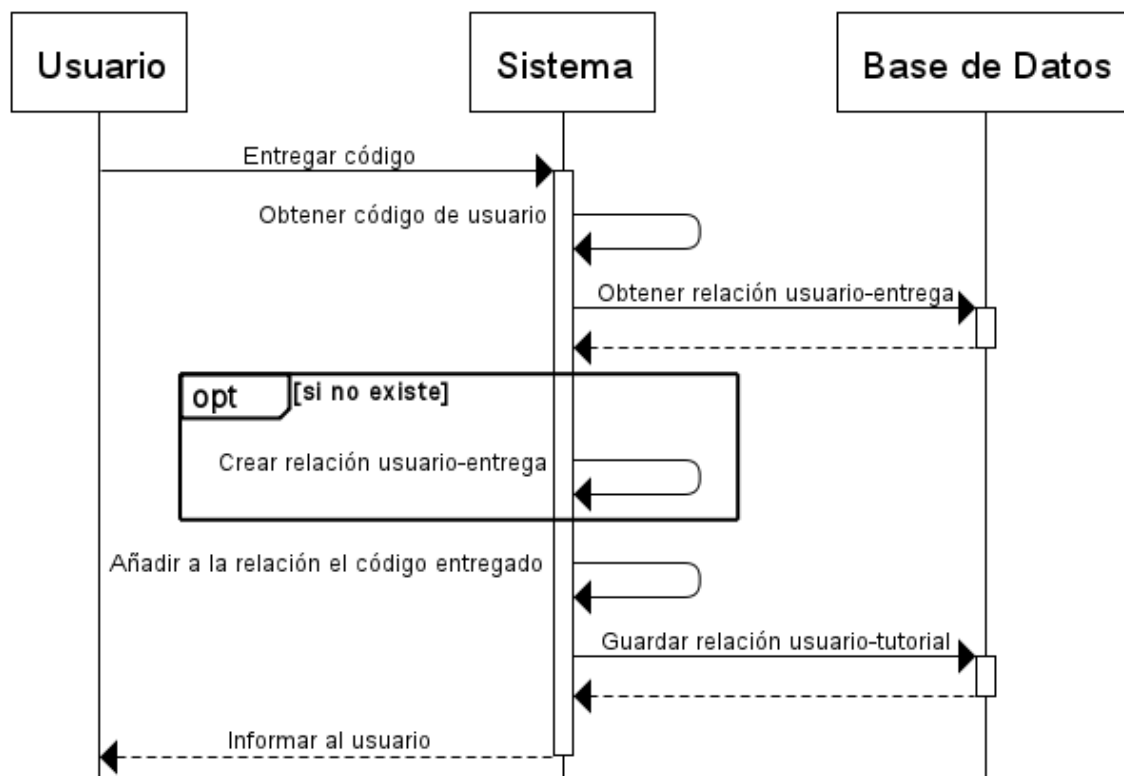 Usuario
Sistema
Base de Datos
Entregar código
Obtener código de usuario
Obtener relación usuario-entrega
opt
[si no existe]
Crear relación usuario-entrega
Añadir a la relación el código entregado
Guardar relación usuario-tutorial
Informar al usuario